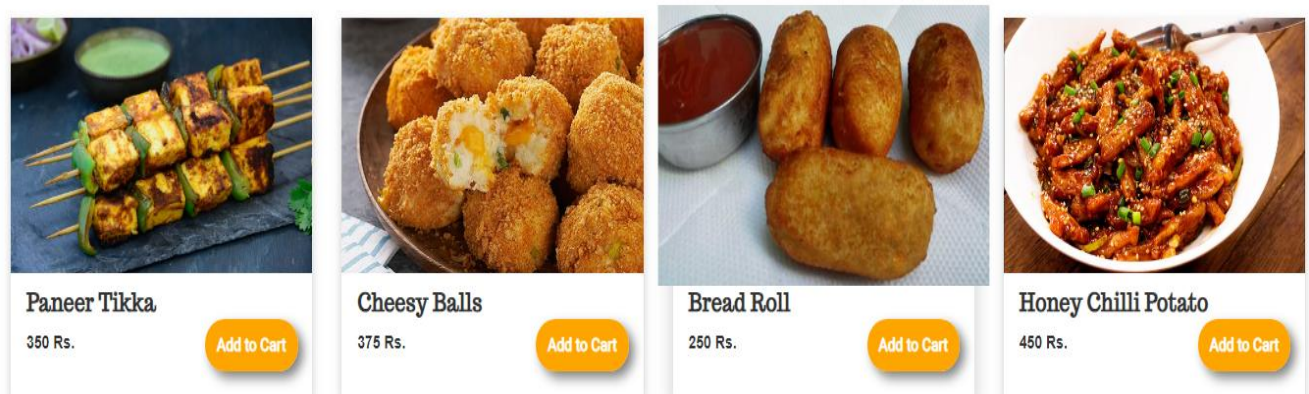 Paneer Tikka
350 Rs.
Add to Cart
Cheesy Balls
375 Rs.
Add to Cart
Bread Roll
250 Rs.
Add to Cart
Honey Chilli Potato
450 Rs.
Add to Cart